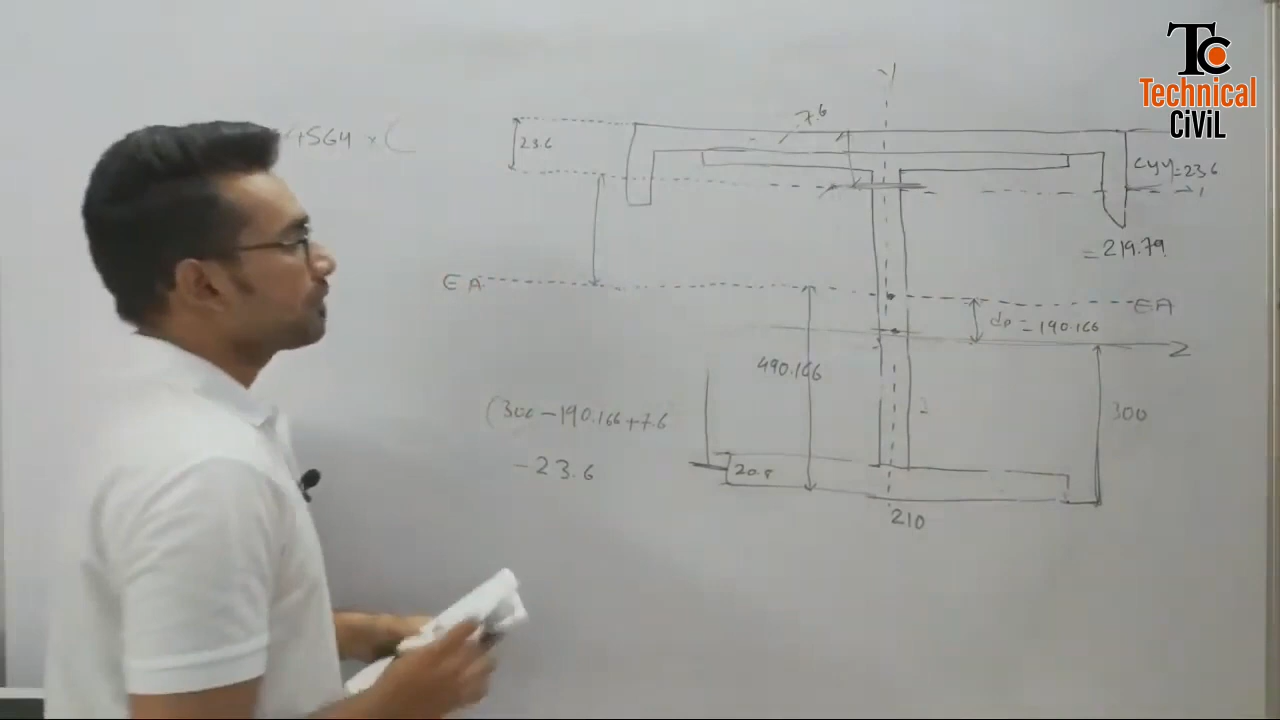 Technical
CiViL
+564 × (
7.6
23.6
Cyy=23.6
= 219.79
EA
EA
do = 190.166
Z
490.166
300
(300 - 190.166 + 7.6
- 23.6
20.8
210